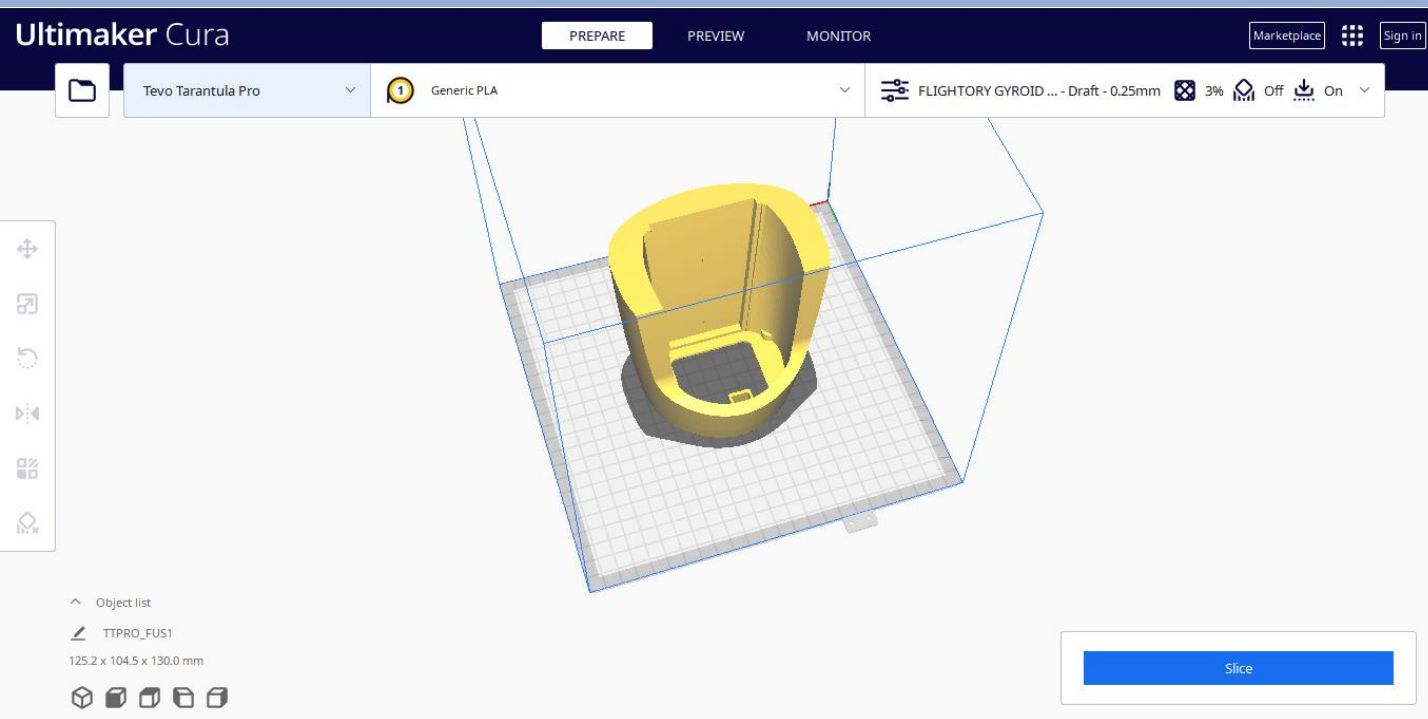 Ultimaker Cura
PREPARE PREVIEW MONITOR
Marketplace
Sign in
Tevo Tarantula Pro
1
Generic PLA
FLIGHTORY GYROID ... - Draft - 0.25mm
3%
Off
On
Object list
TTPRO_FUS1
125.2 x 104.5 x 130.0 mm
Slice